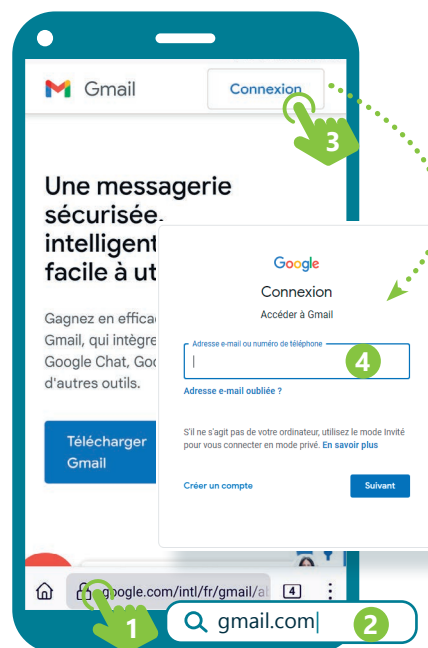 Gmail
Connexion
3
Une messagerie
sécurisée,
intelligent
facile à ut
Gagnez en effica
Gmail, qui intègre
Google Chat, Goo
d'autres outils.
Télécharger
Gmail
Google
Connexion
Accéder à Gmail
Adresse e-mail ou numéro de téléphone
4
Adresse e-mail oubliée ?
S'il ne s'agit pas de votre ordinateur, utilisez le mode Invité
pour vous connecter en mode privé. En savoir plus
Créer un compte
Suivant
google.com/intl/fr/gmail/al
4
1
gmail.com
2